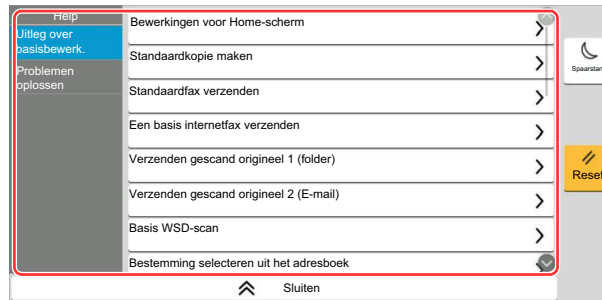 Help
Uitleg over
basisbewerk.
Problemen
oplossen
Bewerkingen voor Home-scherm
Standaardkopie maken
Standaardfax verzenden
Een basis internetfax verzenden
Verzenden gescand origineel 1 (folder)
Verzenden gescand origineel 2 (E-mail)
Basis WSD-scan
Bestemming selecteren uit het adresboek
Sluiten
Spaarstan
Reset